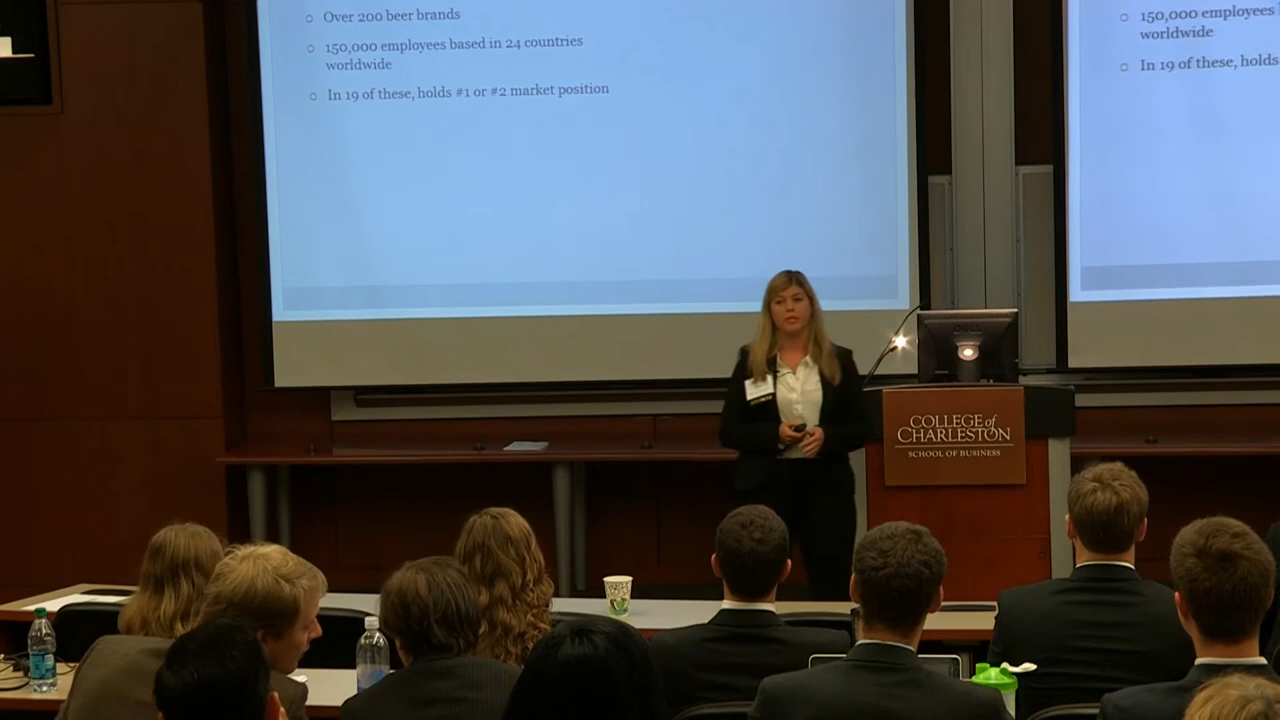 Over 200 beer brands
150,000 employees based in 24 countries
worldwide
In 19 of these, holds #1 or #2 market position
150,000 employees
worldwide
In 19 of these, holds
DELL
COLLEGE of
CHARLESTON
SCHOOL OF BUSINESS